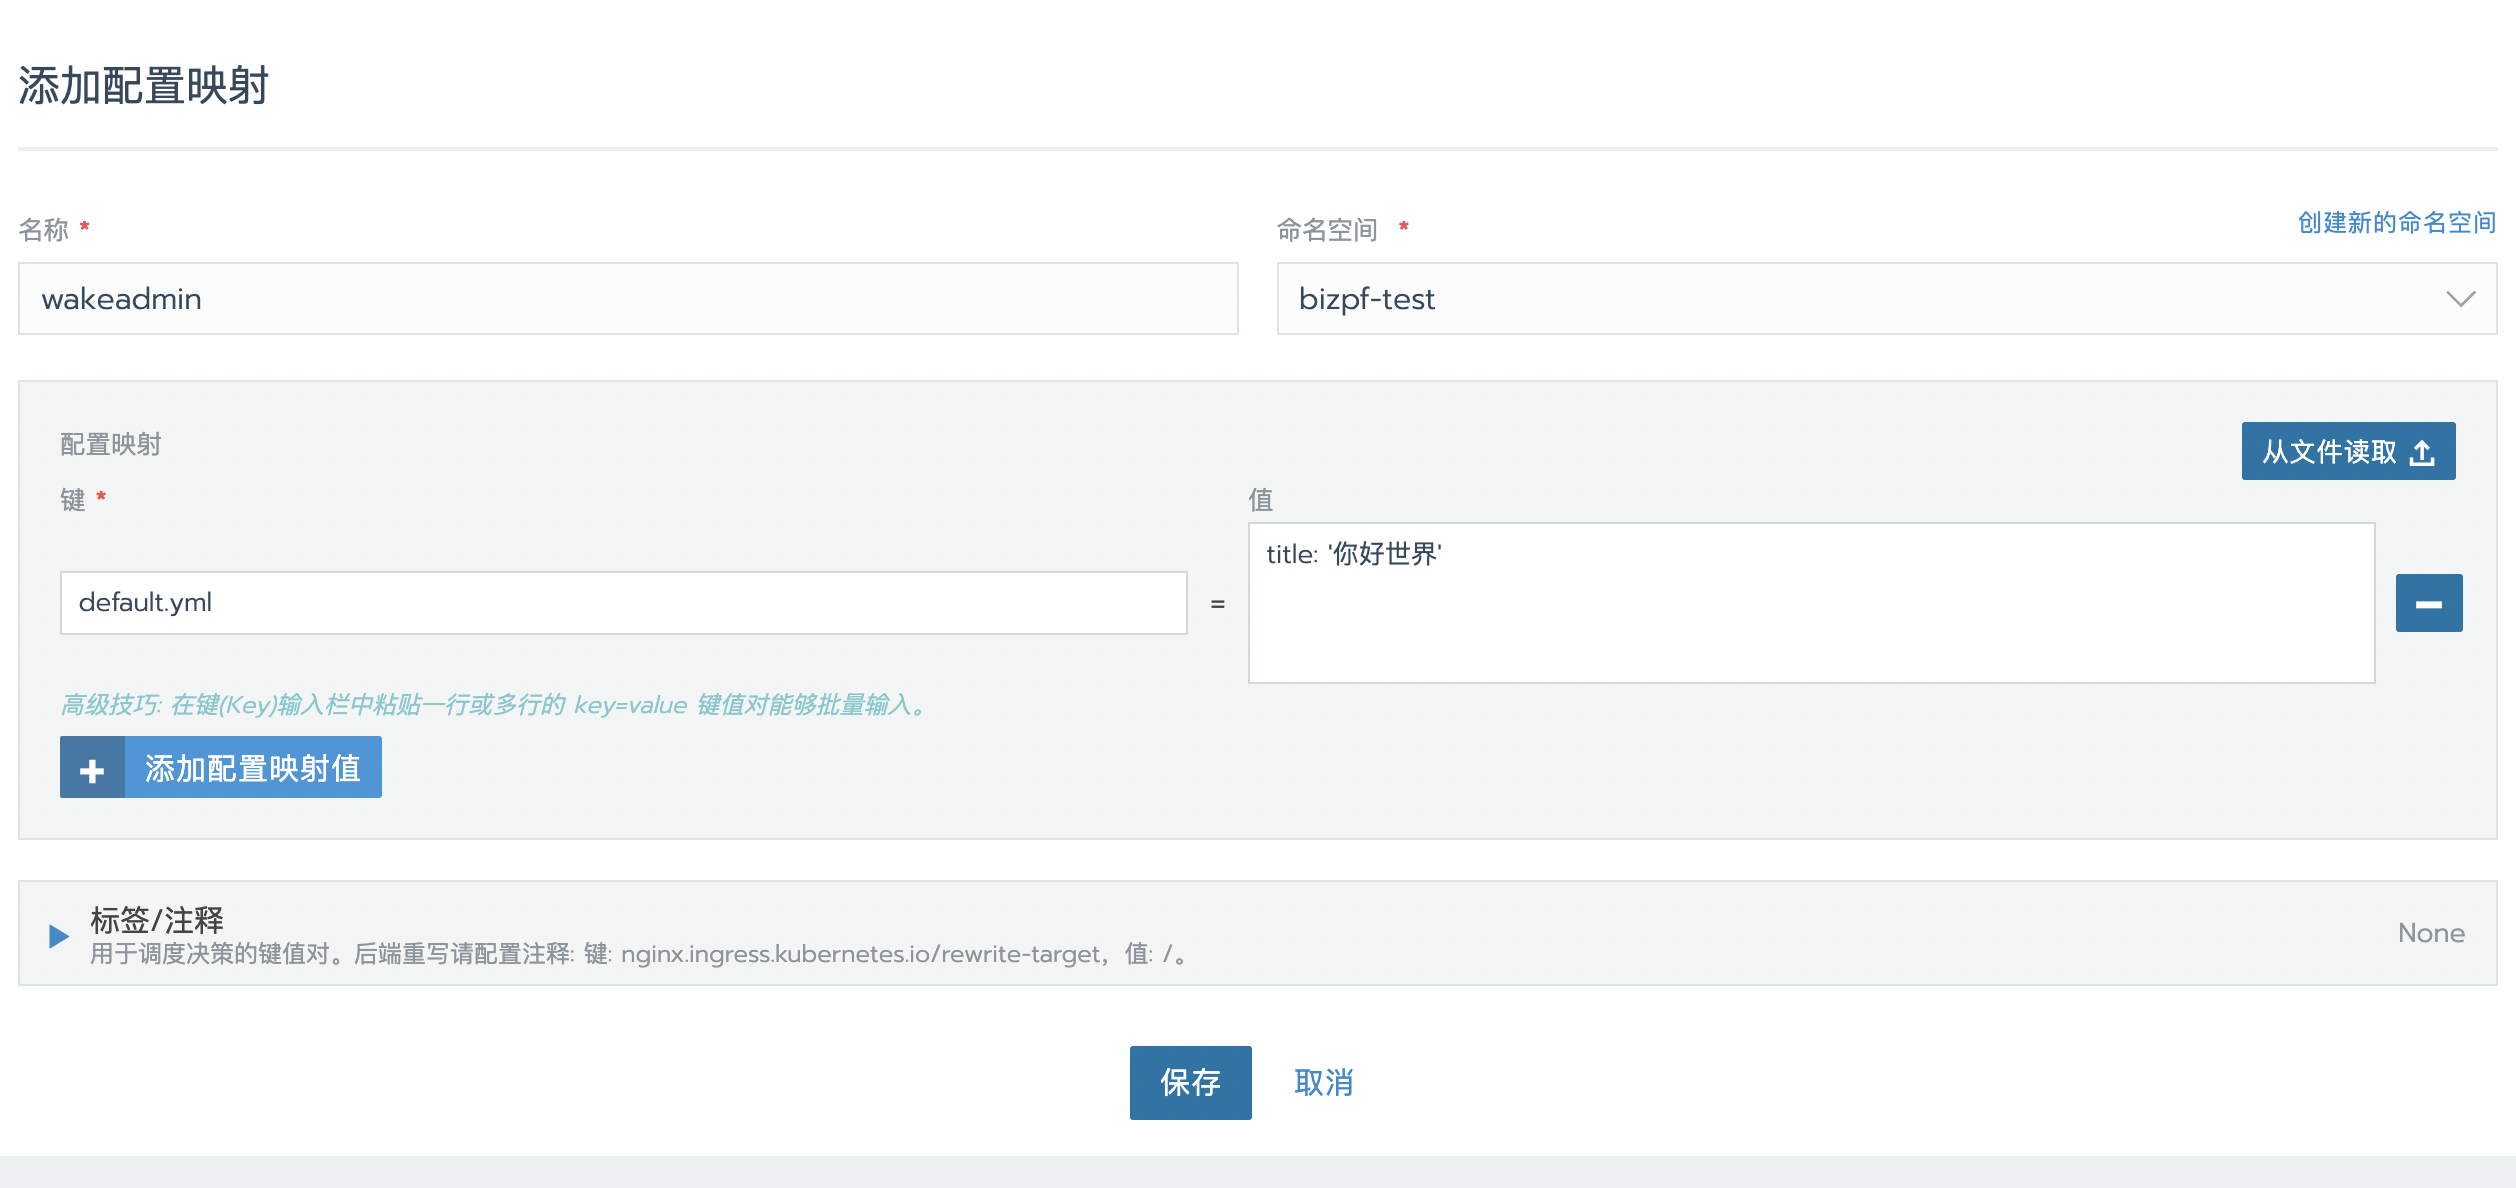 添加配置映射
名称 *
命名空间 *
创建新的命名空间
wakeadmin
bizpf-test
配置映射
从文件读取
键 *
值
default.yml
=
title: '你好世界'
高级技巧: 在键(Key)输入栏中粘贴一行或多行的 key=value 键值对能够批量输入。
添加配置映射值
标签/注释
用于调度决策的键值对。后端重写请配置注释: 键: nginx.ingress.kubernetes.io/rewrite-target，值: /。
None
保存
取消